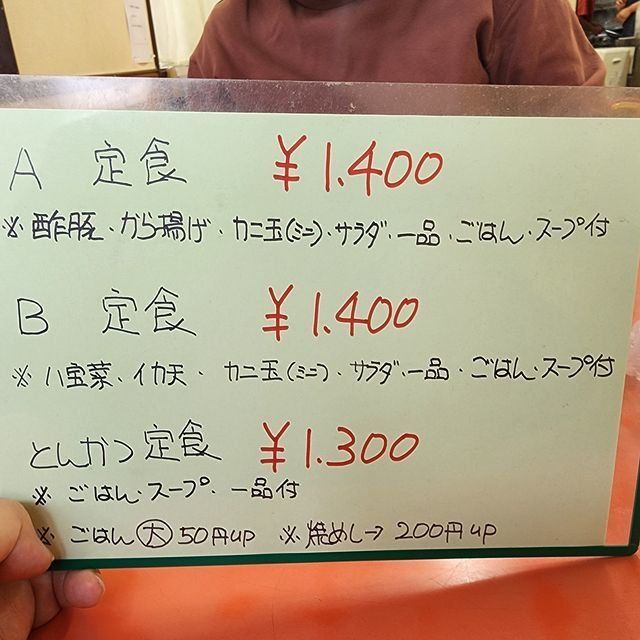 A 定食 ¥1.400
※酢豚・から揚げ・カニ玉(ミニ)・サラダ・一品・ごはん・スープ付
B 定食 ¥1.400
※八宝菜・イカ天・カニ玉(ミニ)・サラダ・一品・ごはん・スープ付
とんかつ定食 ¥1.300
※ごはん・スープ・一品付
※ごはん大50円up ※焼めし→200円up